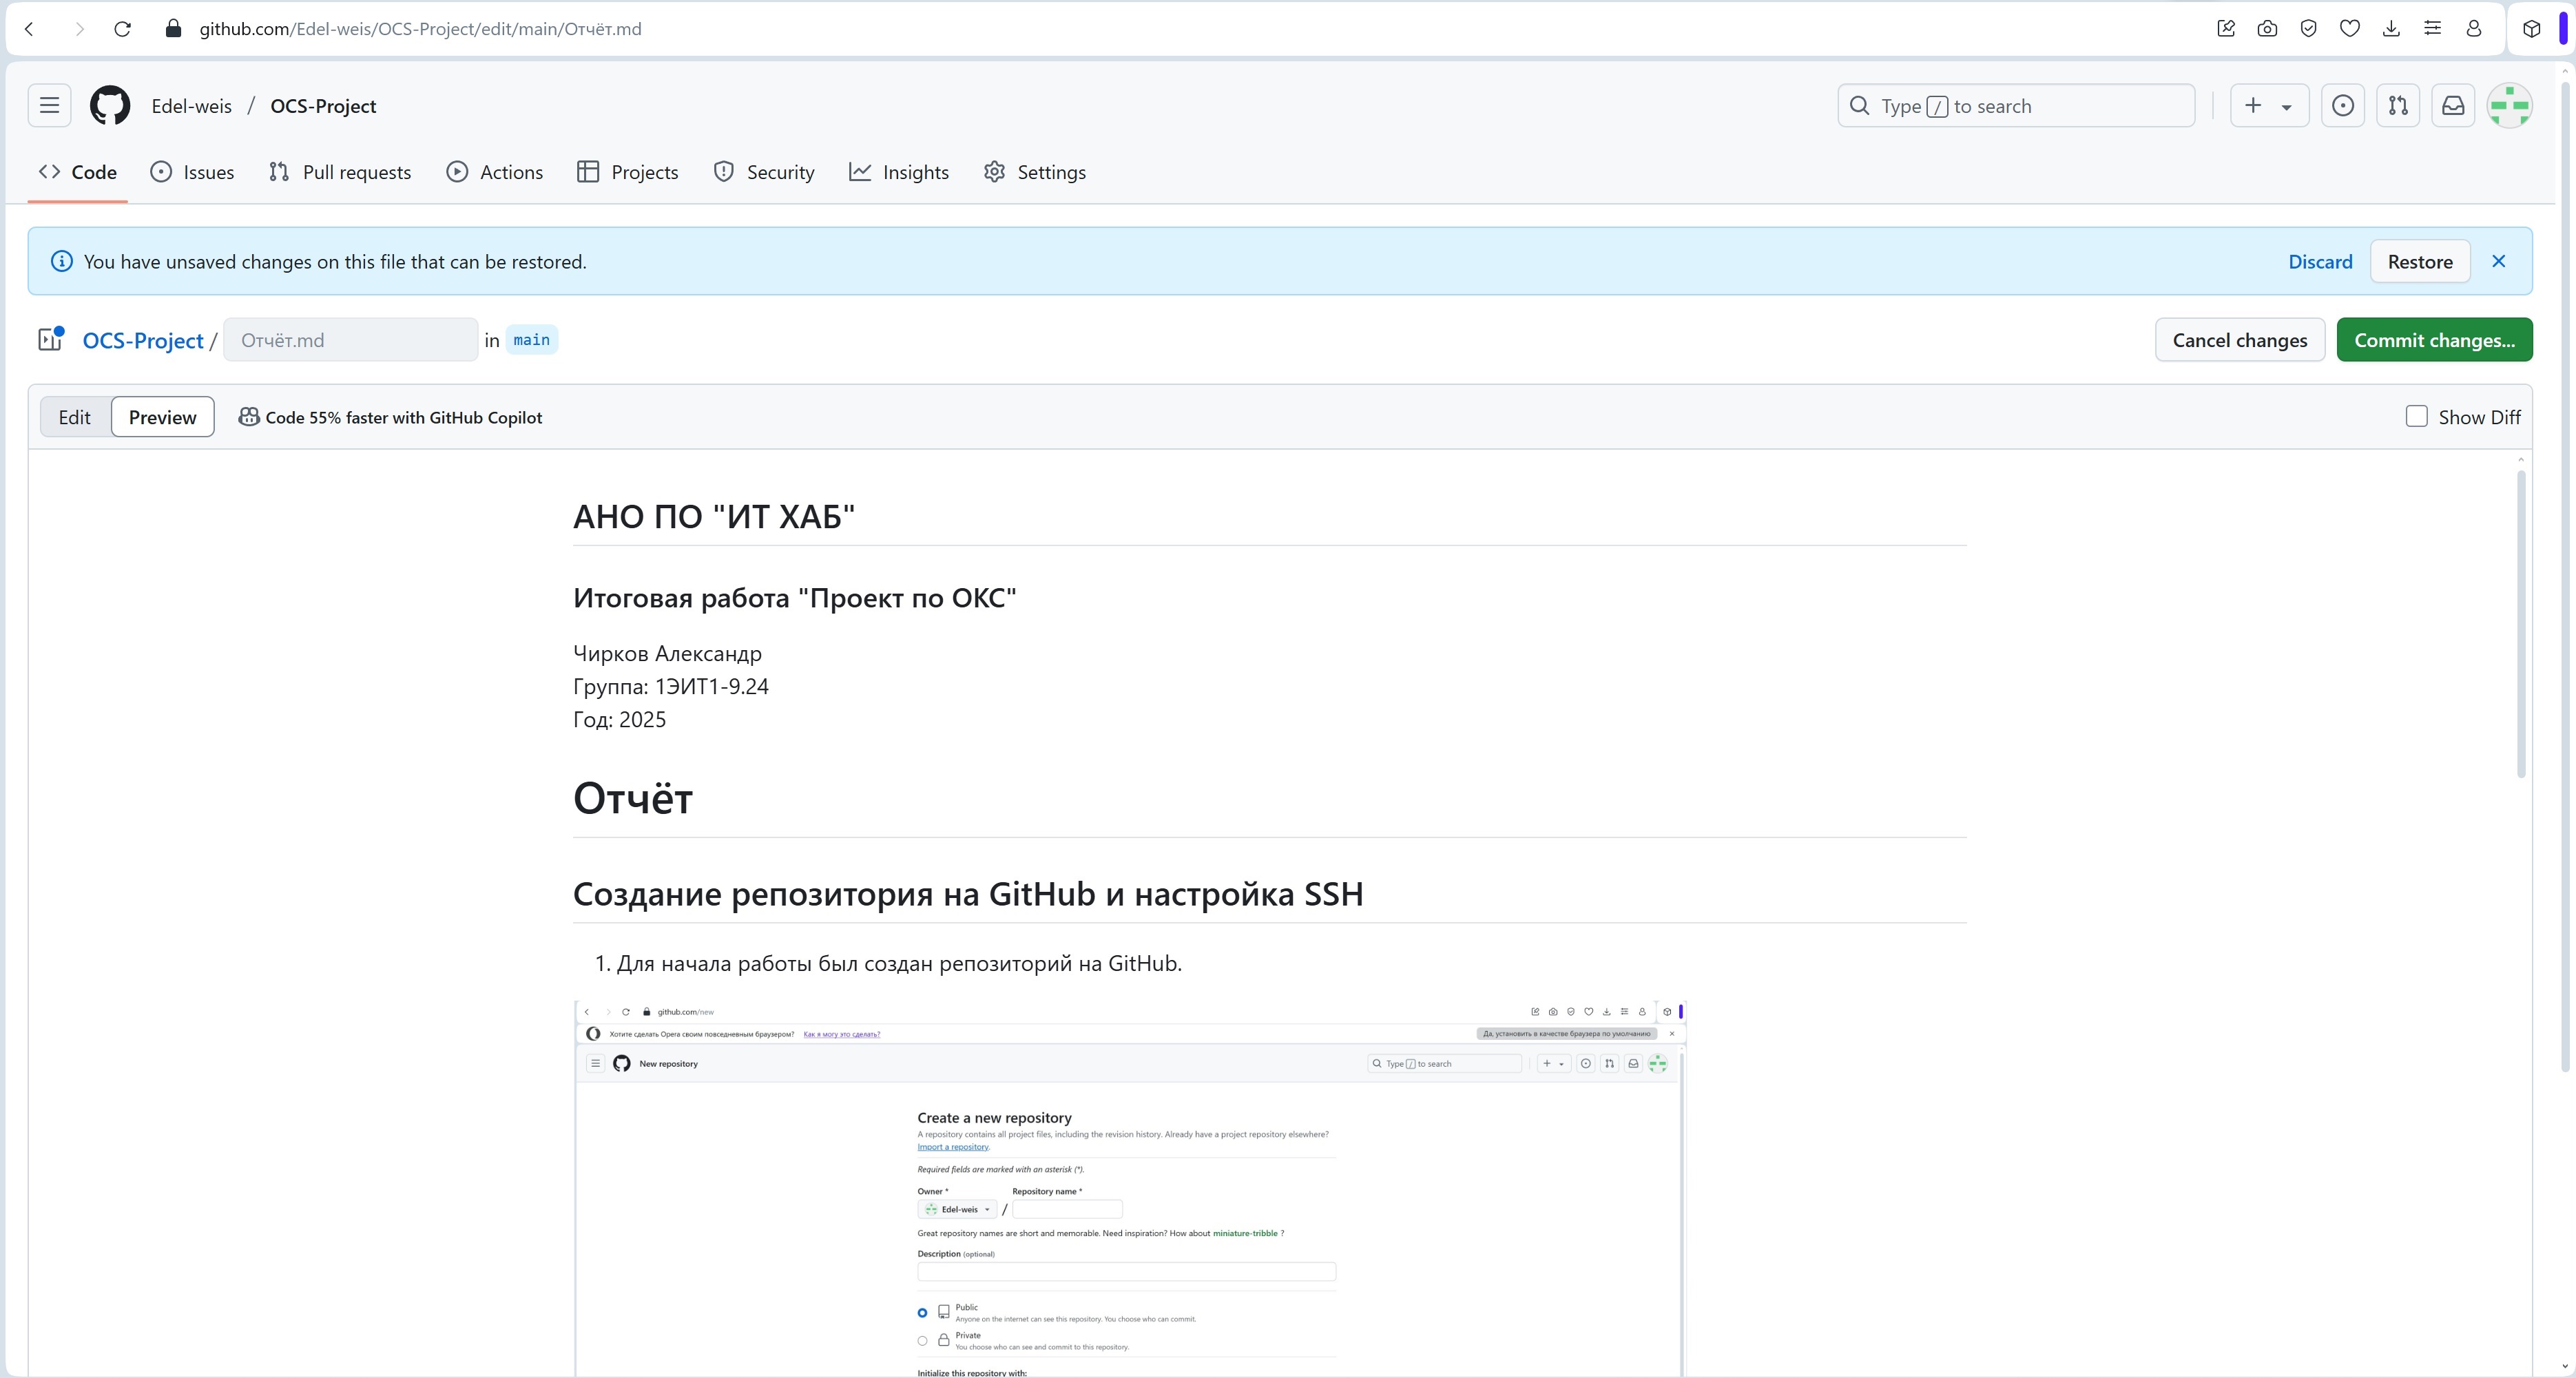 github.com/Edel-weis/OCS-Project/edit/main/Отчёт.md
Edel-weis / OCS-Project
Type / to search
Code Issues Pull requests Actions Projects Security Insights Settings
You have unsaved changes on this file that can be restored.
Discard Restore
OCS-Project / Отчёт.md in main
Cancel changes Commit changes...
Edit Preview Code 55% faster with GitHub Copilot
Show Diff
АНО ПО "ИТ ХАБ"
Итоговая работа "Проект по ОКС"
Чирков Александр
Группа: 1ЭИТ1-9.24
Год: 2025
Отчёт
Создание репозитория на GitHub и настройка SSH
1. Для начала работы был создан репозиторий на GitHub.
github.com/new
Хотите сделать Opera своим повседневным браузером? Как я могу это сделать?
Да, установить в качестве браузера по умолчанию
New repository
Type / to search
Create a new repository
A repository contains all project files, including the revision history. Already have a project repository elsewhere?
Import a repository.
Required fields are marked with an asterisk (*).
Owner * Repository name *
Edel-weis /
Great repository names are short and memorable. Need inspiration? How about miniature-tribble ?
Description (optional)
Public
Anyone on the internet can see this repository. You choose who can commit.
Private
You choose who can see and commit to this repository.
Initialize this repository with: